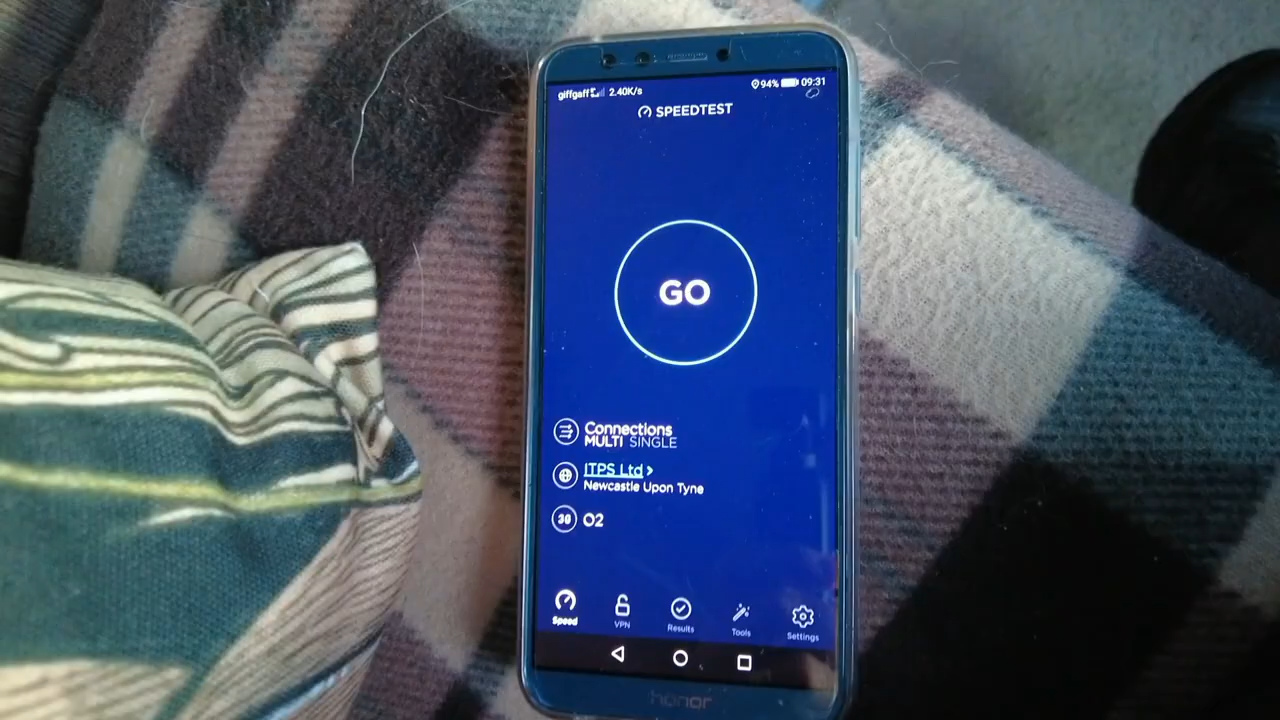 giffgaff 2.40K/s 94% 09:31
SPEEDTEST
GO
Connections
MULTI SINGLE
ITPS Ltd >
Newcastle Upon Tyne
3G O2
Speed VPN Results Tools Settings
honor